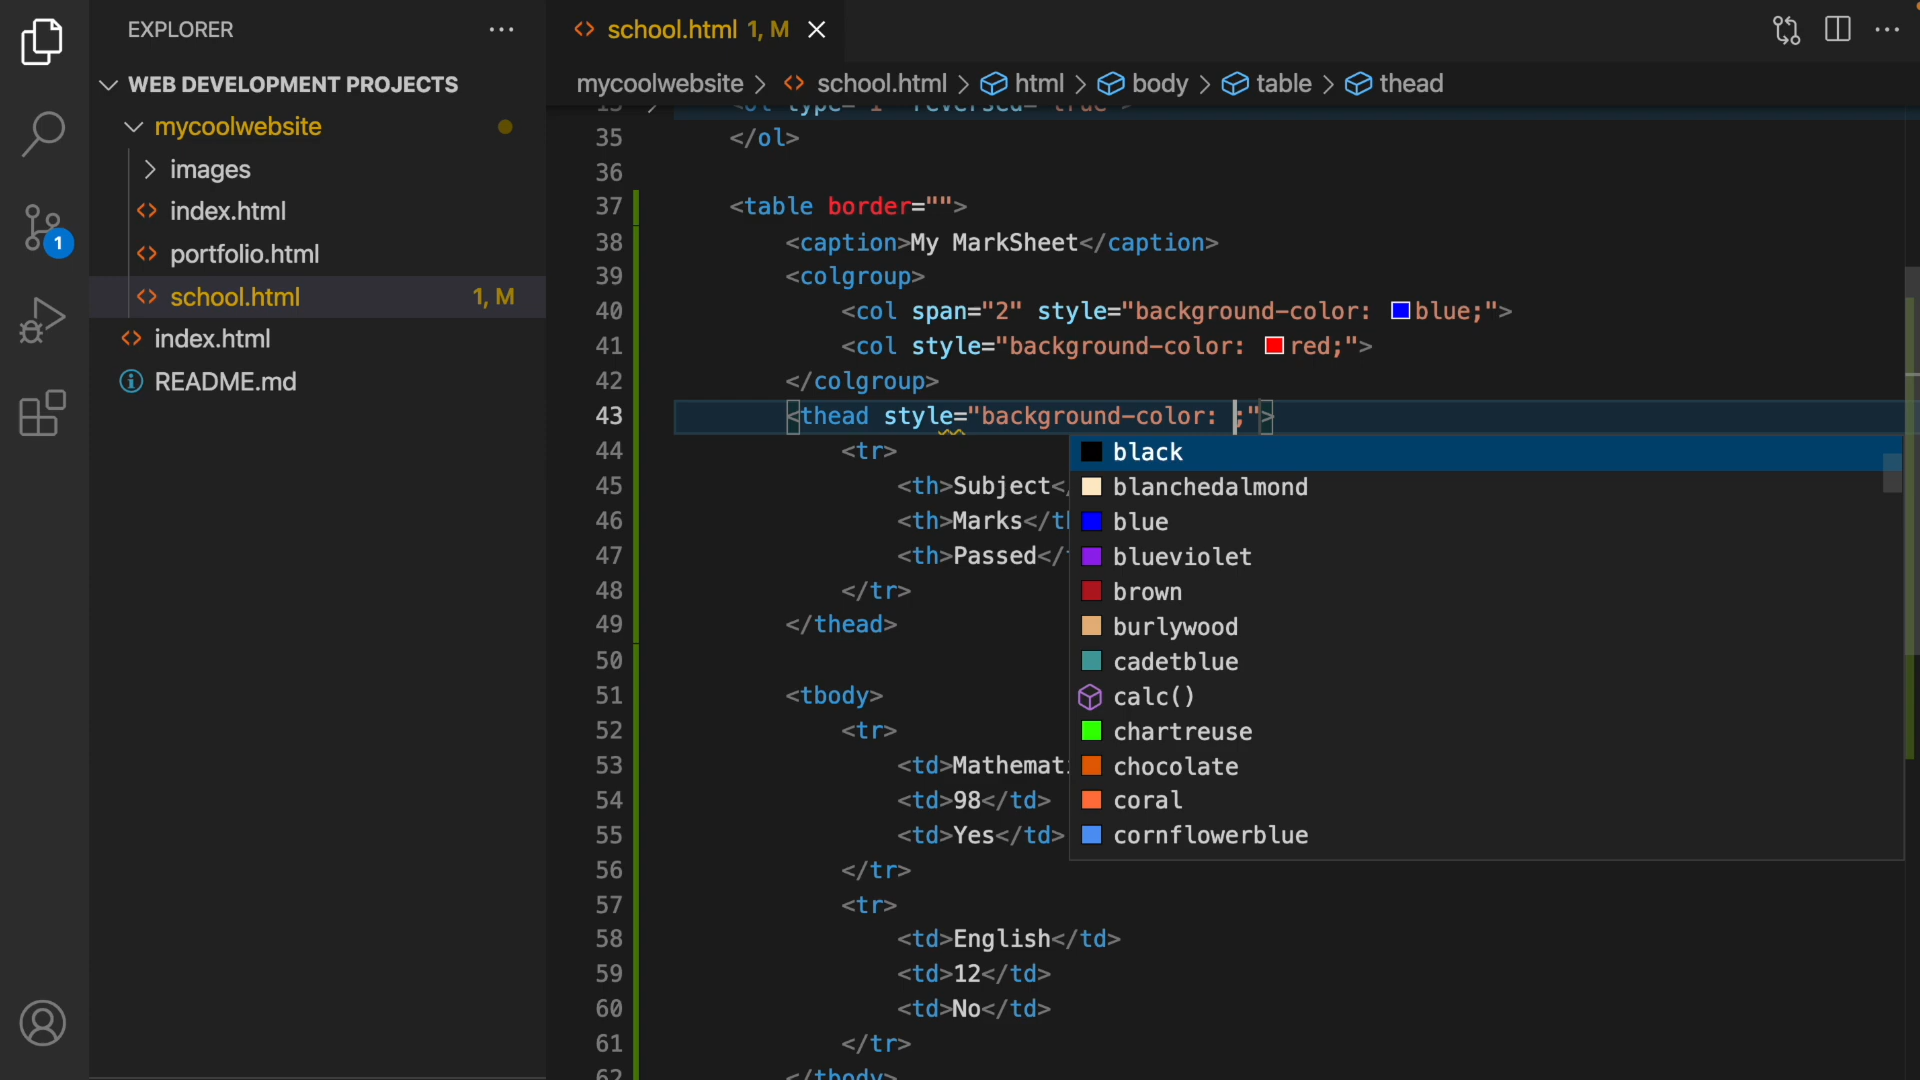 EXPLORER
WEB DEVELOPMENT PROJECTS
mycoolwebsite
images
index.html
portfolio.html
school.html 1, M
index.html
README.md
1
school.html 1, M
mycoolwebsite > school.html > html > body > table > thead
35 </ol>
36
37 <table border="">
38 <caption>My MarkSheet</caption>
39 <colgroup>
40 <col span="2" style="background-color: blue;">
41 <col style="background-color: red;">
42 </colgroup>
43 <thead style="background-color: ;">
44 <tr>
45 <th>Subject</
46 <th>Marks</th
47 <th>Passed</
48 </tr>
49 </thead>
50
51 <tbody>
52 <tr>
53 <td>Mathemati
54 <td>98</td>
55 <td>Yes</td>
56 </tr>
57 <tr>
58 <td>English</td>
59 <td>12</td>
60 <td>No</td>
61 </tr>
62 </tbody>
black
blanchedalmond
blue
blueviolet
brown
burlywood
cadetblue
calc()
chartreuse
chocolate
coral
cornflowerblue